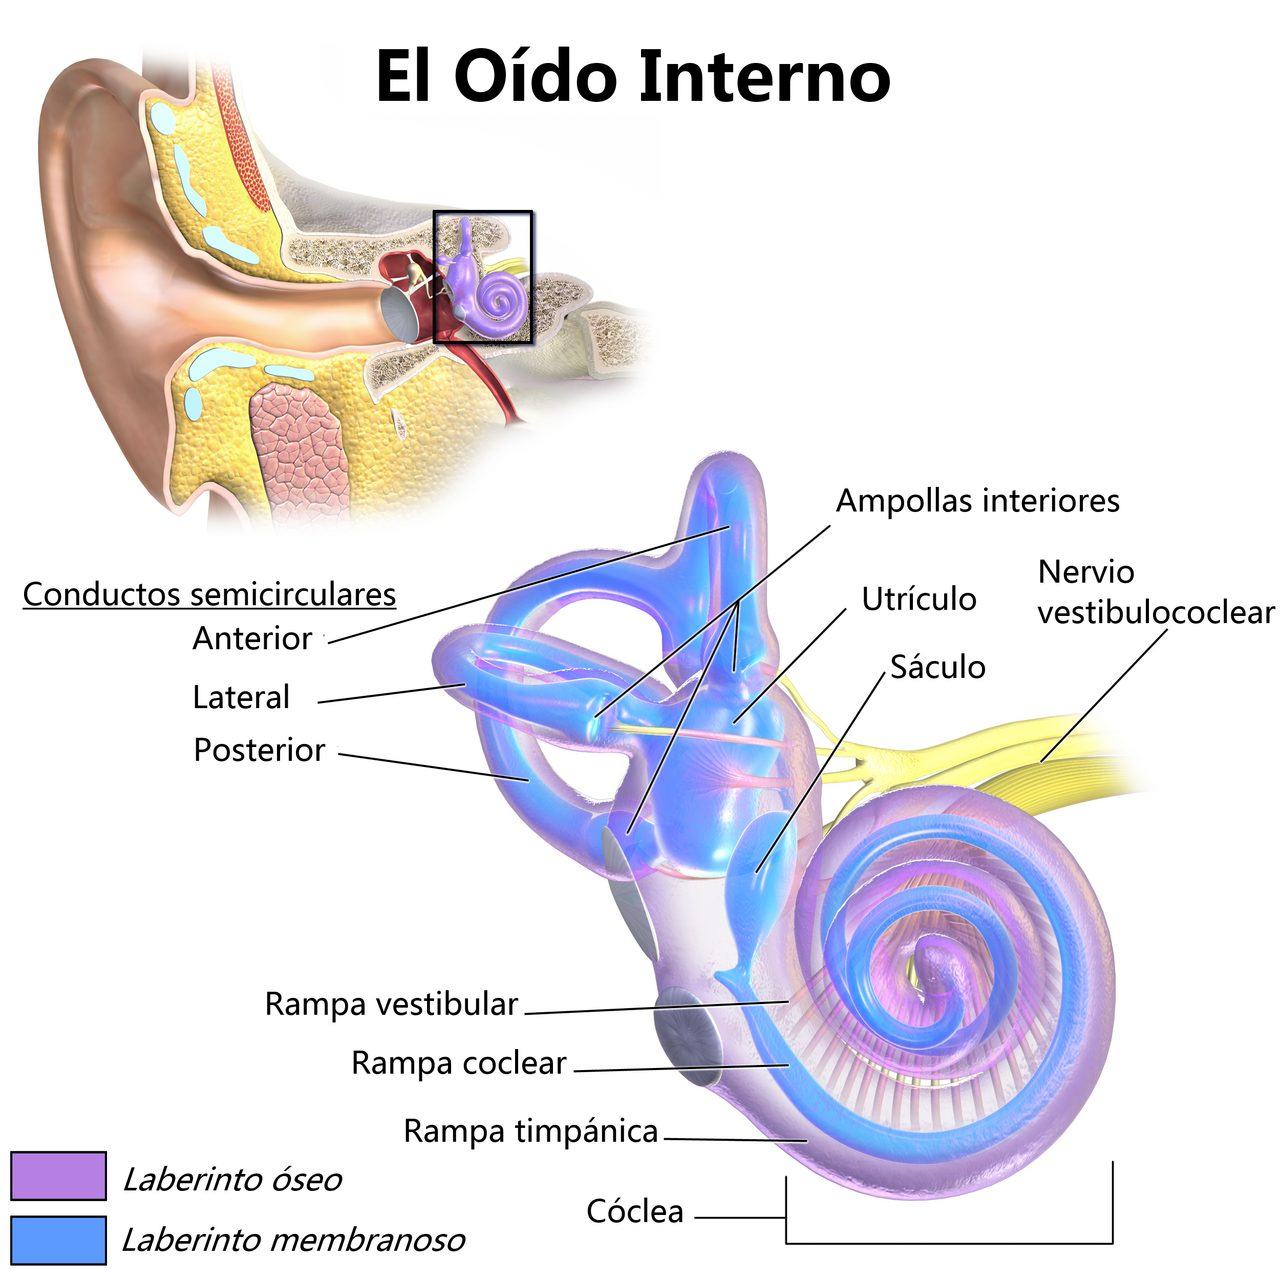 El Oído Interno
Ampollas interiores
Conductos semicirculares
Nervio
vestibulococlear
Utrículo
Anterior
Sáculo
Lateral
Posterior
Rampa vestibular
Rampa coclear
Rampa timpánica
Laberinto óseo
Cóclea
Laberinto membranoso